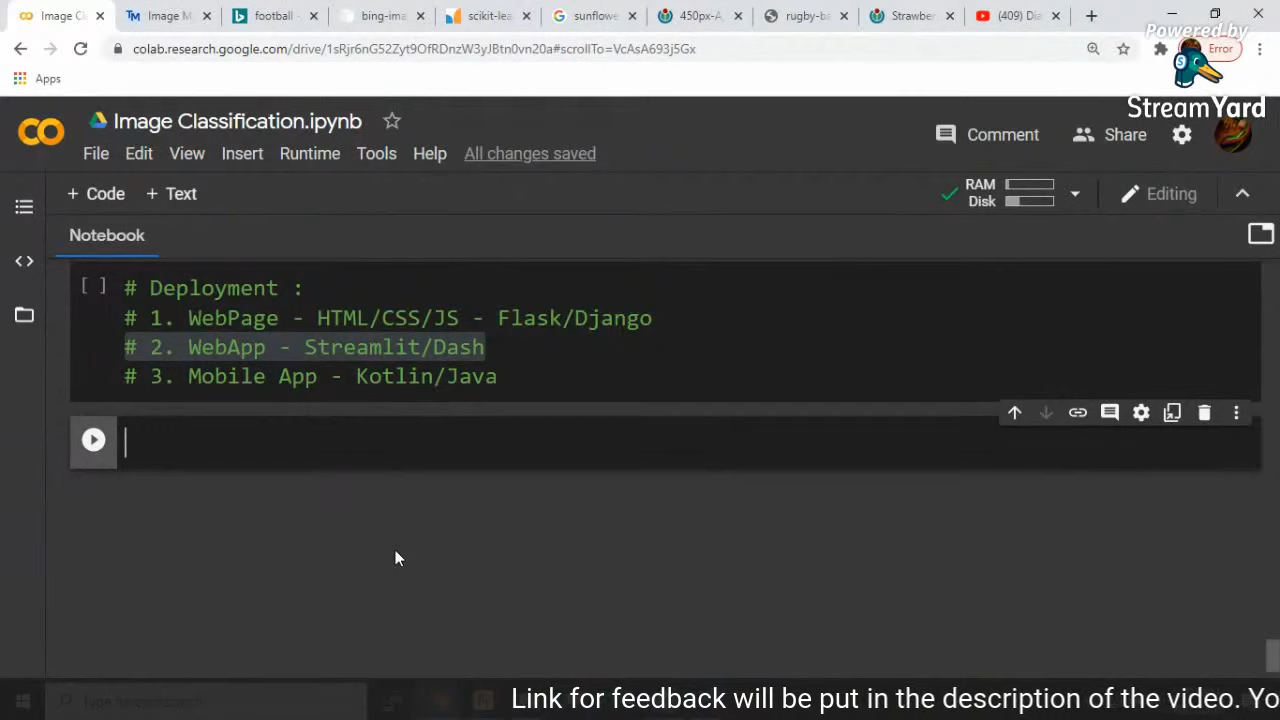 Image Cl
Image M
football -
bing-ima
scikit-lea
sunflowe
450px-A
rugby-ba
Strawbe
(409) Dia
Powered by
StreamYard
colab.research.google.com/drive/1sRjr6nG52Zyt9OfRDnzW3yJBtn0vn20a#scrollTo=VcAsA693j5Gx
Error
Apps
Image Classification.ipynb
Comment
Share
File Edit View Insert Runtime Tools Help All changes saved
+ Code + Text
RAM
Disk
Editing
Notebook
[ ] # Deployment :
# 1. WebPage - HTML/CSS/JS - Flask/Django
# 2. WebApp - Streamlit/Dash
# 3. Mobile App - Kotlin/Java
Link for feedback will be put in the description of the video. Yo